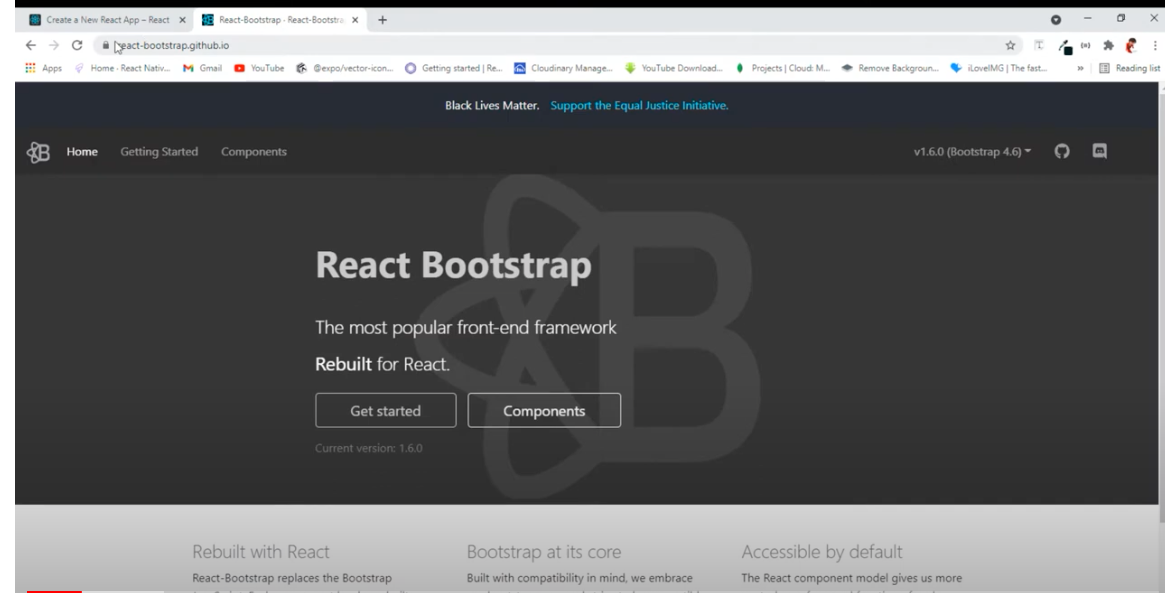 Create a New React App – React
React-Bootstrap · React-Bootstra
react-bootstrap.github.io
Apps Home · React Nativ... Gmail YouTube @expo/vector-icon... Getting started | Re... Cloudinary Manage... YouTube Download... Projects | Cloud: M... Remove Backgroun... iLoveIMG | The fast... » Reading list
Black Lives Matter. Support the Equal Justice Initiative.
B Home Getting Started Components v1.6.0 (Bootstrap 4.6)
React Bootstrap
The most popular front-end framework
Rebuilt for React.
Get started Components
Current version: 1.6.0
Rebuilt with React Bootstrap at its core Accessible by default
React-Bootstrap replaces the Bootstrap Built with compatibility in mind, we embrace The React component model gives us more